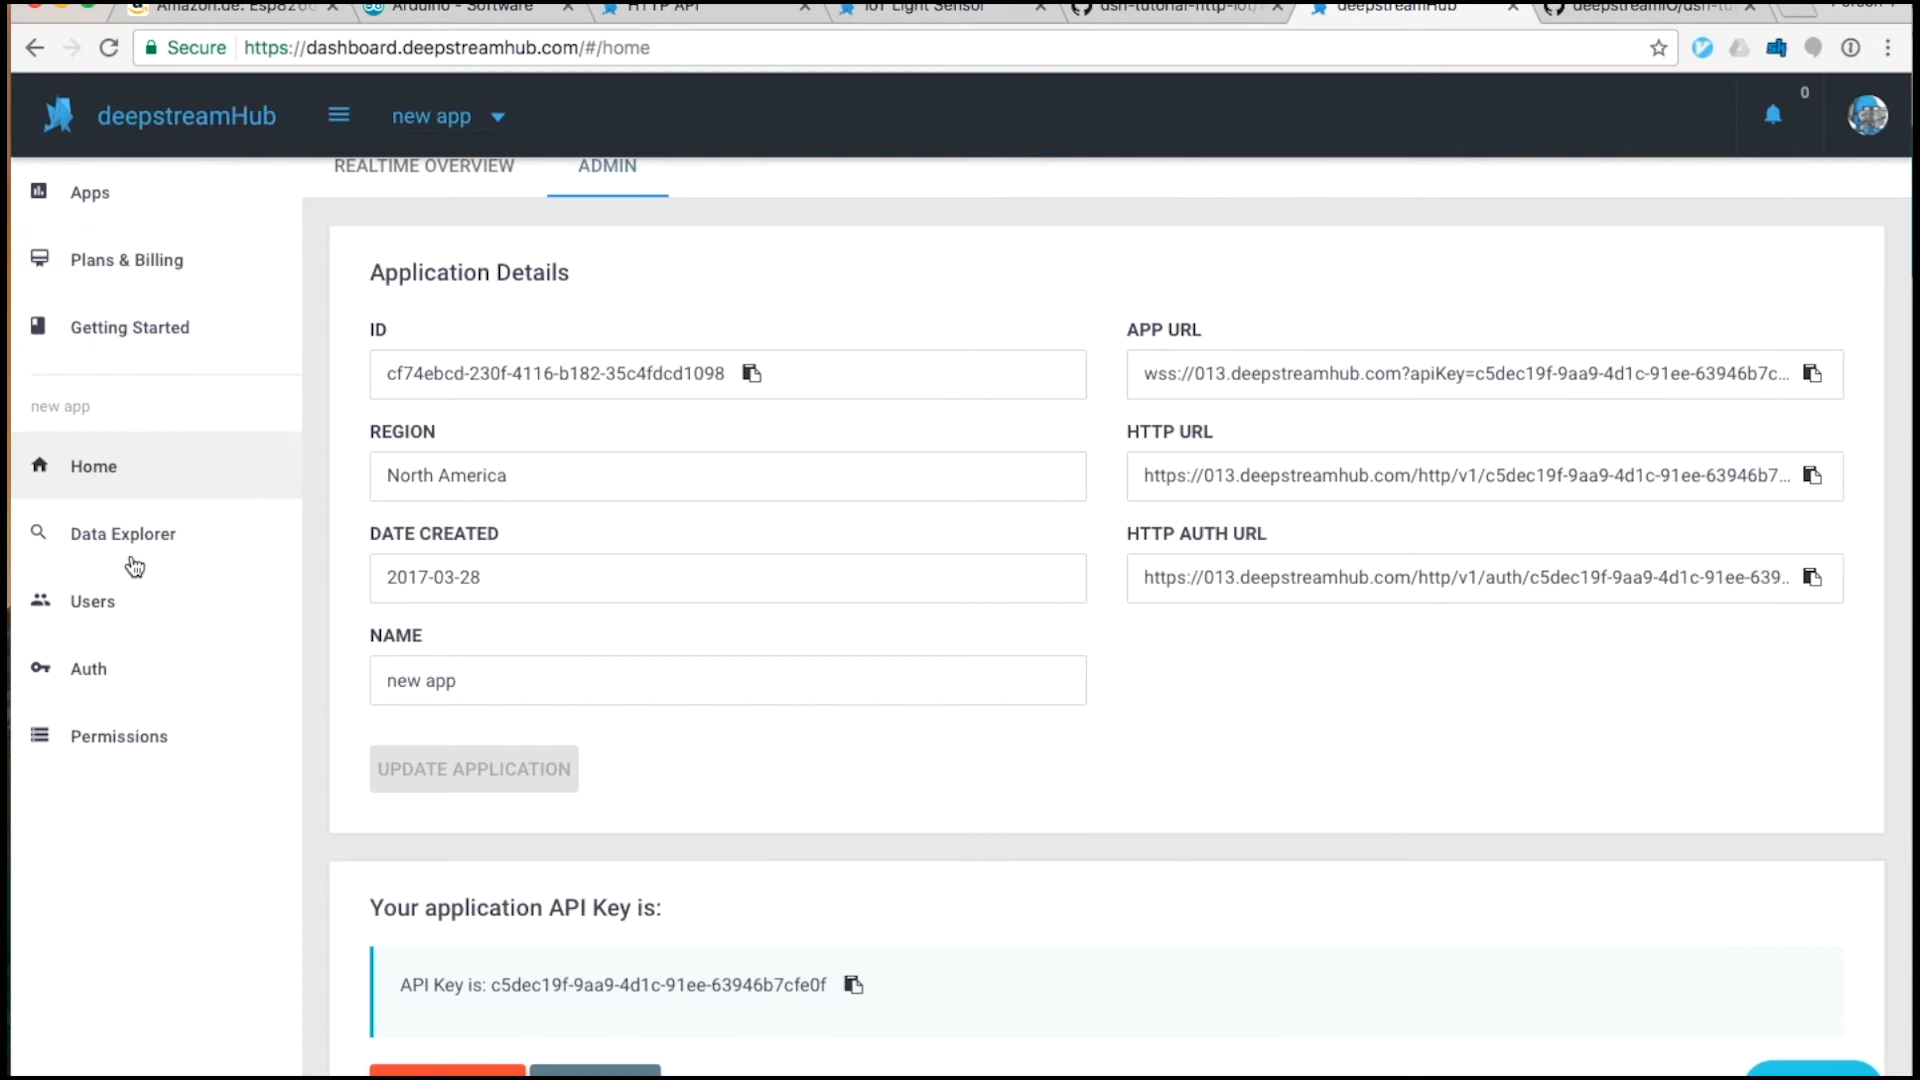 Amazon.de: Esp8266
Arduino - Software
HTTP API
IoT Light Sensor
dsh-tutorial-http-iot/
deepstreamHub
deepstreamIO/dsh-tu
Secure https://dashboard.deepstreamhub.com/#/home
deepstreamHub
new app
0
REALTIME OVERVIEW
ADMIN
Apps
Plans & Billing
Getting Started
new app
Home
Data Explorer
Users
Auth
Permissions
Application Details
ID
cf74ebcd-230f-4116-b182-35c4fdcd1098
APP URL
wss://013.deepstreamhub.com?apiKey=c5dec19f-9aa9-4d1c-91ee-63946b7c...
REGION
North America
HTTP URL
https://013.deepstreamhub.com/http/v1/c5dec19f-9aa9-4d1c-91ee-63946b7...
DATE CREATED
2017-03-28
HTTP AUTH URL
https://013.deepstreamhub.com/http/v1/auth/c5dec19f-9aa9-4d1c-91ee-639..
NAME
new app
UPDATE APPLICATION
Your application API Key is:
API Key is: c5dec19f-9aa9-4d1c-91ee-63946b7cfe0f